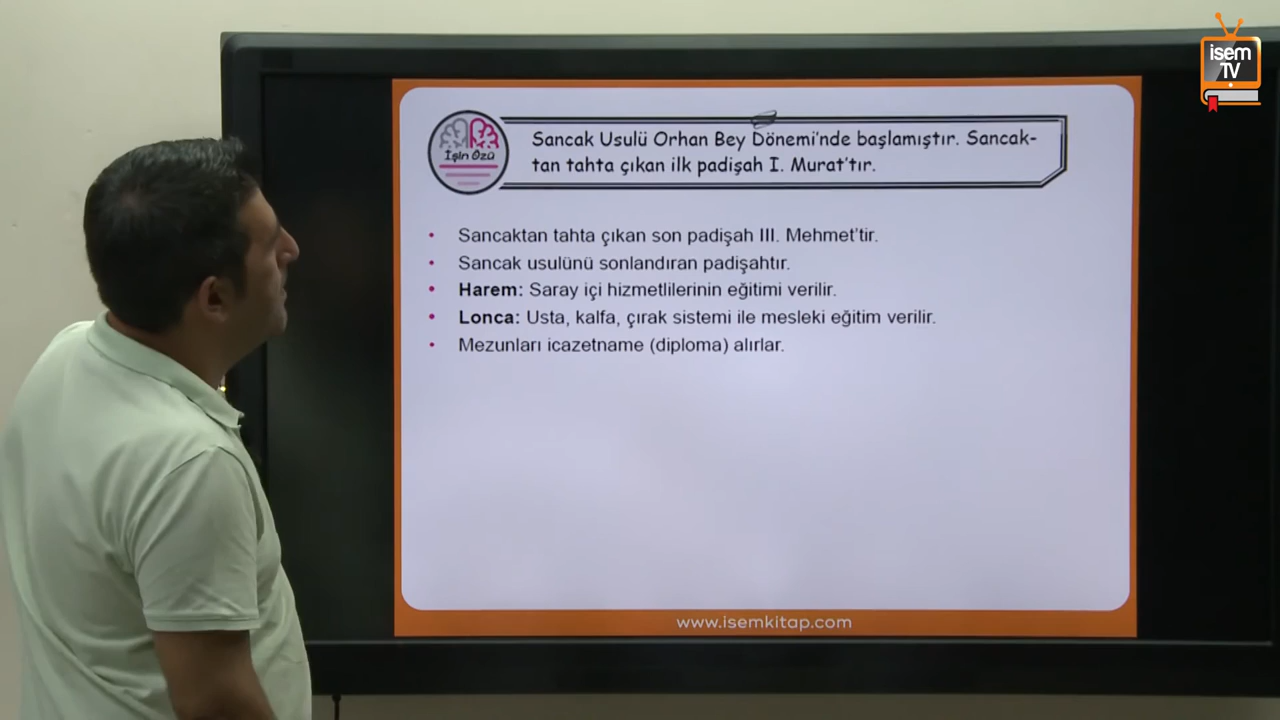 isem
TV
İşin Özü
Sancak Usulü Orhan Bey Dönemi'nde başlamıştır. Sancak-
tan tahta çıkan ilk padişah I. Murat'tır.
• Sancaktan tahta çıkan son padişah III. Mehmet'tir.
• Sancak usulünü sonlandıran padişahtır.
• Harem: Saray içi hizmetlilerinin eğitimi verilir.
• Lonca: Usta, kalfa, çırak sistemi ile mesleki eğitim verilir.
• Mezunları icazetname (diploma) alırlar.
www.isemkitap.com